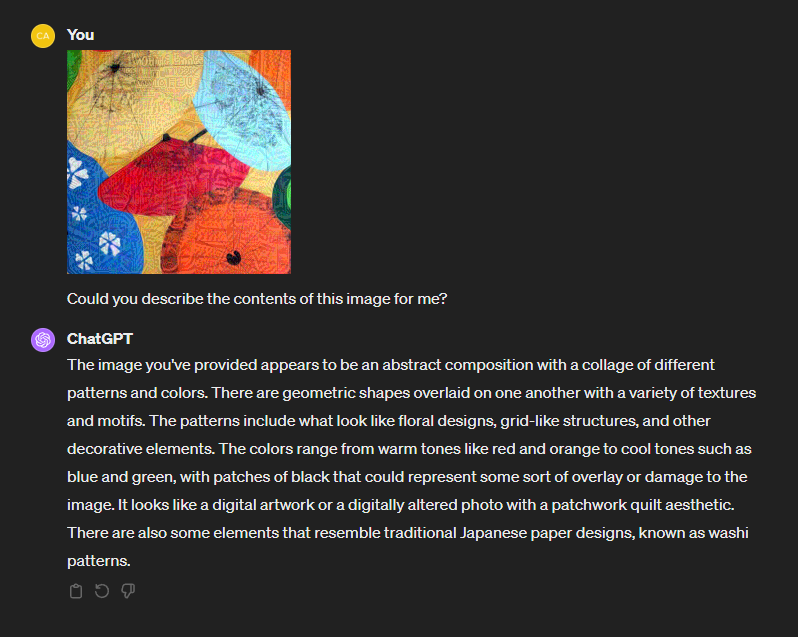 CA
You
Could you describe the contents of this image for me?
ChatGPT
The image you've provided appears to be an abstract composition with a collage of different
patterns and colors. There are geometric shapes overlaid on one another with a variety of textures
and motifs. The patterns include what look like floral designs, grid-like structures, and other
decorative elements. The colors range from warm tones like red and orange to cool tones such as
blue and green, with patches of black that could represent some sort of overlay or damage to the
image. It looks like a digital artwork or a digitally altered photo with a patchwork quilt aesthetic.
There are also some elements that resemble traditional Japanese paper designs, known as washi
patterns.